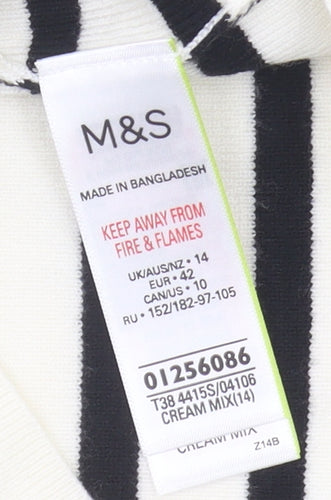 M&S
MADE IN BANGLADESH
KEEP AWAY FROM
FIRE & FLAMES
UK/AUS/NZ • 14
EUR • 42
CAN/US • 10
RU • 152/182-97-105
01256086
T38 4415S/04106
CREAM MIX(14)
CREAM MIX
Z14B